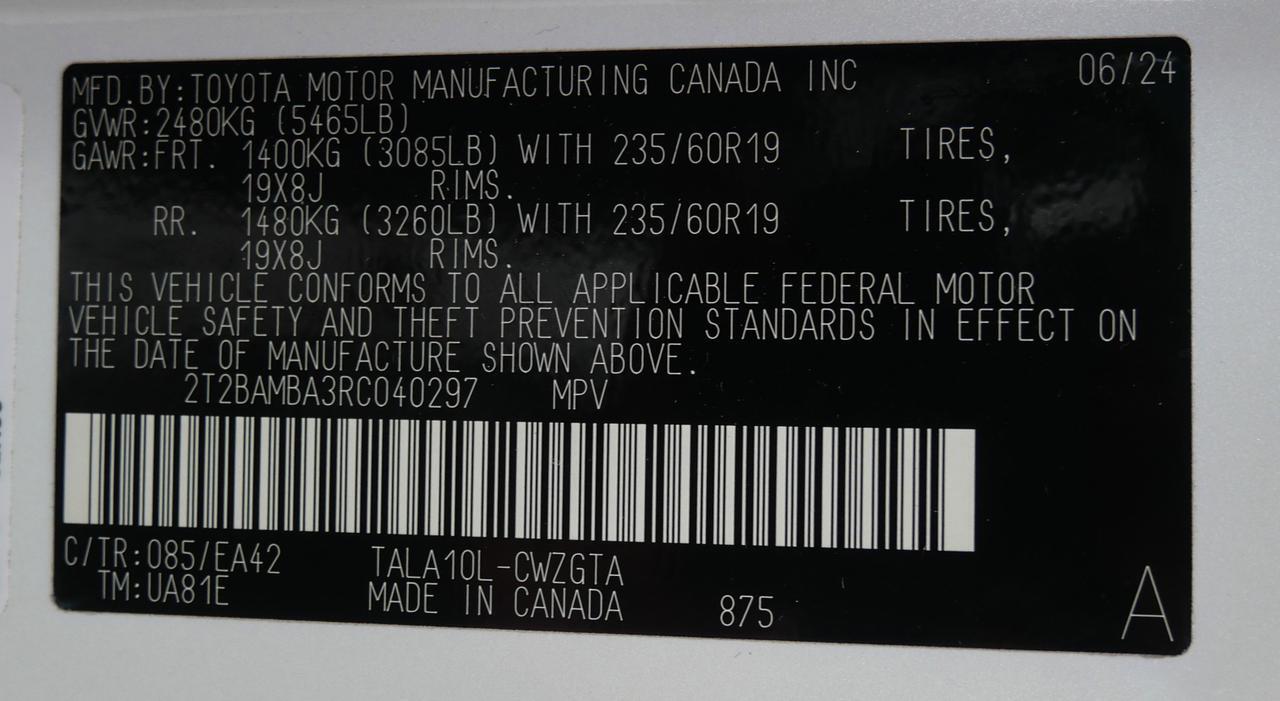 MFD.BY:TOYOTA MOTOR MANUFACTURING CANADA INC 06/24
GVWR:2480KG (5465LB)
GAWR:FRT. 1400KG (3085LB) WITH 235/60R19 TIRES,
19X8J RIMS.
RR. 1480KG (3260LB) WITH 235/60R19 TIRES,
19X8J RIMS.
THIS VEHICLE CONFORMS TO ALL APPLICABLE FEDERAL MOTOR
VEHICLE SAFETY AND THEFT PREVENTION STANDARDS IN EFFECT ON
THE DATE OF MANUFACTURE SHOWN ABOVE.
2T2BAMBA3RC040297 MPV
C/TR:085/EA42 TALA10L-CWZGTA
TM:UA81E MADE IN CANADA 875 A